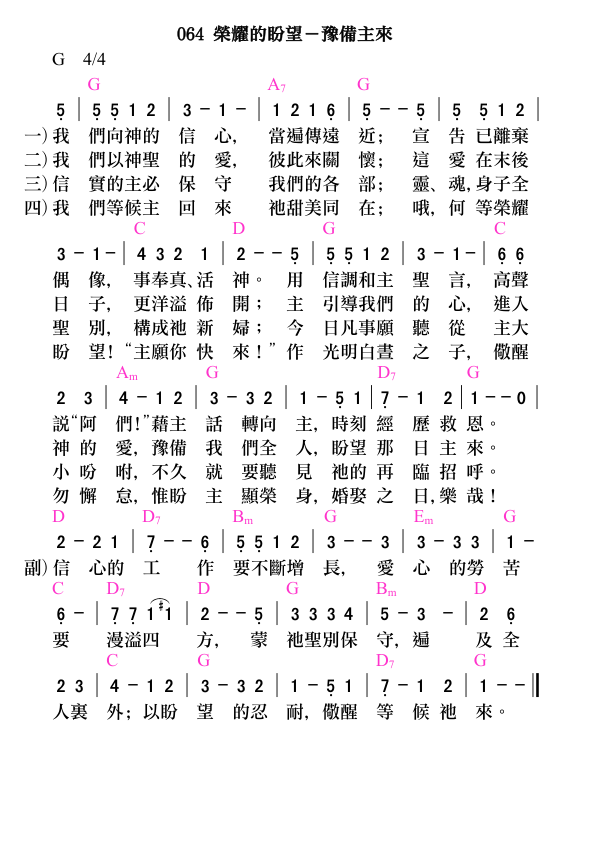 064 榮耀的盼望－豫備主來
G 4/4
G A7 G
5 | 5 5 1 2 | 3 － 1 － | 1 2 1 6 | 5 － － 5 | 5 5 1 2 |
一)我 們向神的 信 心, 當遍傳遠 近; 宣 告已離棄
二)我 們以神聖 的 愛, 彼此來關 懷; 這 愛在末後
三)信 實的主必 保 守 我們的各 部; 靈、魂,身子全
四)我 們等候主 回 來 祂甜美同 在; 哦,何 等榮耀
C D G C
3 － 1 － | 4 3 2 1 | 2 － － 5 | 5 5 1 2 | 3 － 1 － | 6 6
偶 像, 事奉真、活 神。 用 信調和主 聖 言, 高聲
日 子, 更洋溢 佈 開; 主 引導我們 的 心, 進入
聖 別, 構成祂 新 婦; 今 日凡事願 聽 從 主大
盼 望!“主願你 快 來!”作 光明白晝 之 子, 儆醒
Am G D7 G
2 3 | 4 － 1 2 | 3 － 3 2 | 1 － 5 1 | 7 － 1 2 | 1 － － 0 |
說“阿 們!”藉主 話 轉向 主, 時刻 經 歷 救 恩。
神 的 愛, 豫備 我 們全 人, 盼望 那 日 主 來。
小 吩 咐, 不久 就 要聽 見 祂的 再 臨 招 呼。
勿 懈 怠, 惟盼 主 顯榮 身, 婚娶 之 日, 樂 哉!
D D7 Bm G Em G
2 － 2 1 | 7 － － 6 | 5 5 1 2 | 3 － － 3 | 3 － 3 3 | 1 －
副)信 心的 工 作 要不斷增 長, 愛 心 的勞 苦
C D7 D G Bm D
6 － | 7 7 1 #1 | 2 － － 5 | 3 3 3 4 | 5 － 3 － | 2 6
要 漫溢四 方, 蒙 祂聖別保 守, 遍 及 全
C G D7 G
2 3 | 4 － 1 2 | 3 － 3 2 | 1 － 5 1 | 7 － 1 2 | 1 － － ‖
人裏 外; 以盼 望 的忍 耐, 儆醒 等 候 祂 來。